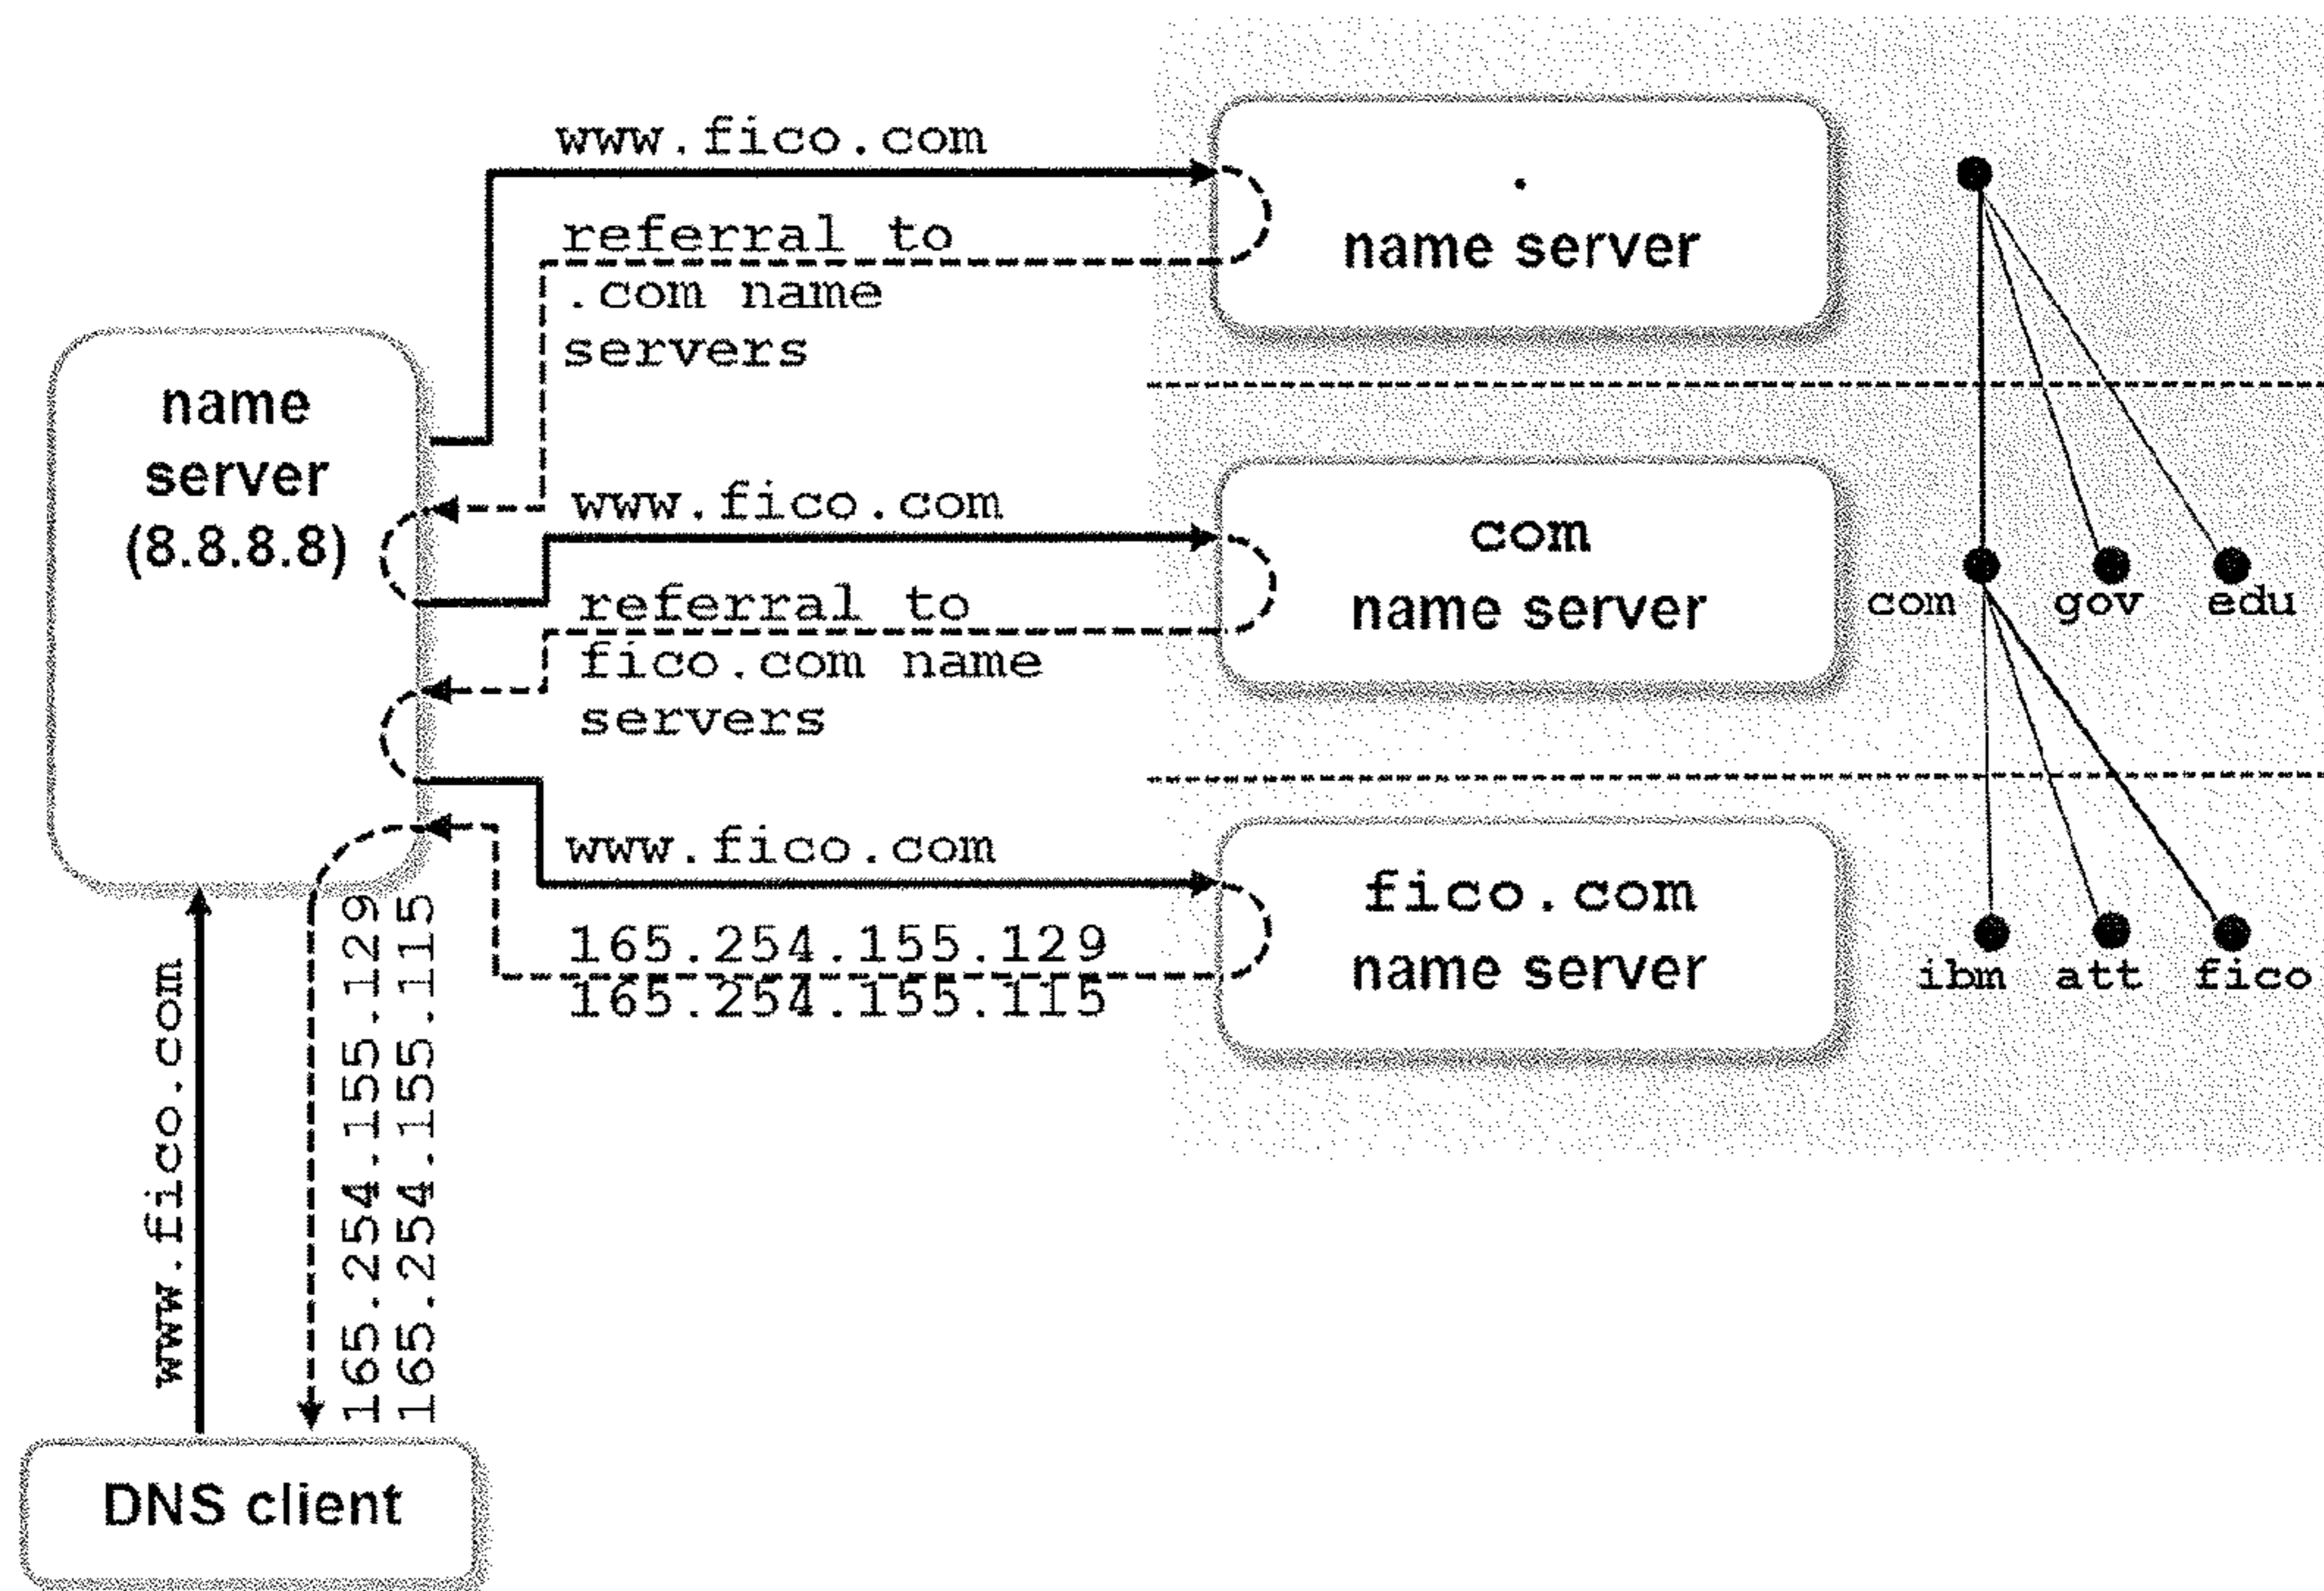 www.fico.com
referral to
.com name
servers
.
name server
name
server
(8.8.8.8)
www.fico.com
referral to
fico.com name
servers
com
name server
com
gov
edu
www.fico.com
165.254.155.129
165.254.155.115
fico.com
name server
ibm
att
fico
www.fico.com
165.254.155.129
165.254.155.115
DNS client